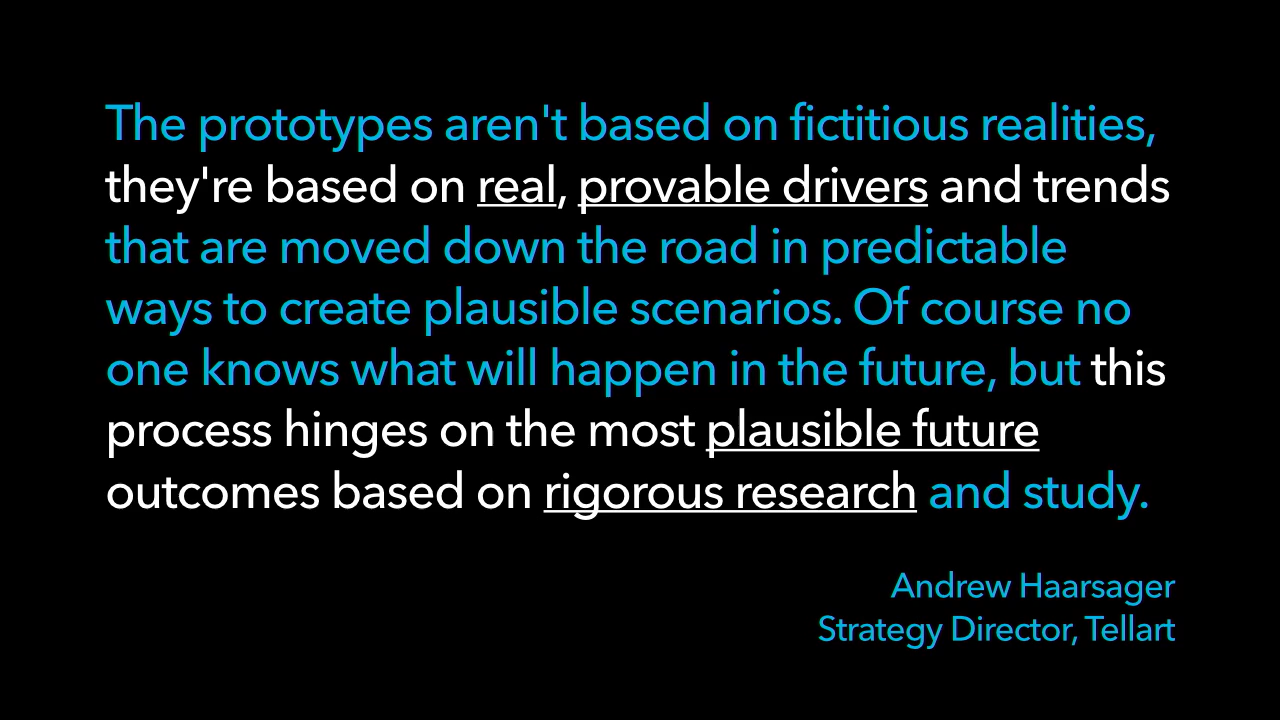 The prototypes aren't based on fictitious realities,
they're based on real, provable drivers and trends
that are moved down the road in predictable
ways to create plausible scenarios. Of course no
one knows what will happen in the future, but this
process hinges on the most plausible future
outcomes based on rigorous research and study.
Andrew Haarsager
Strategy Director, Tellart